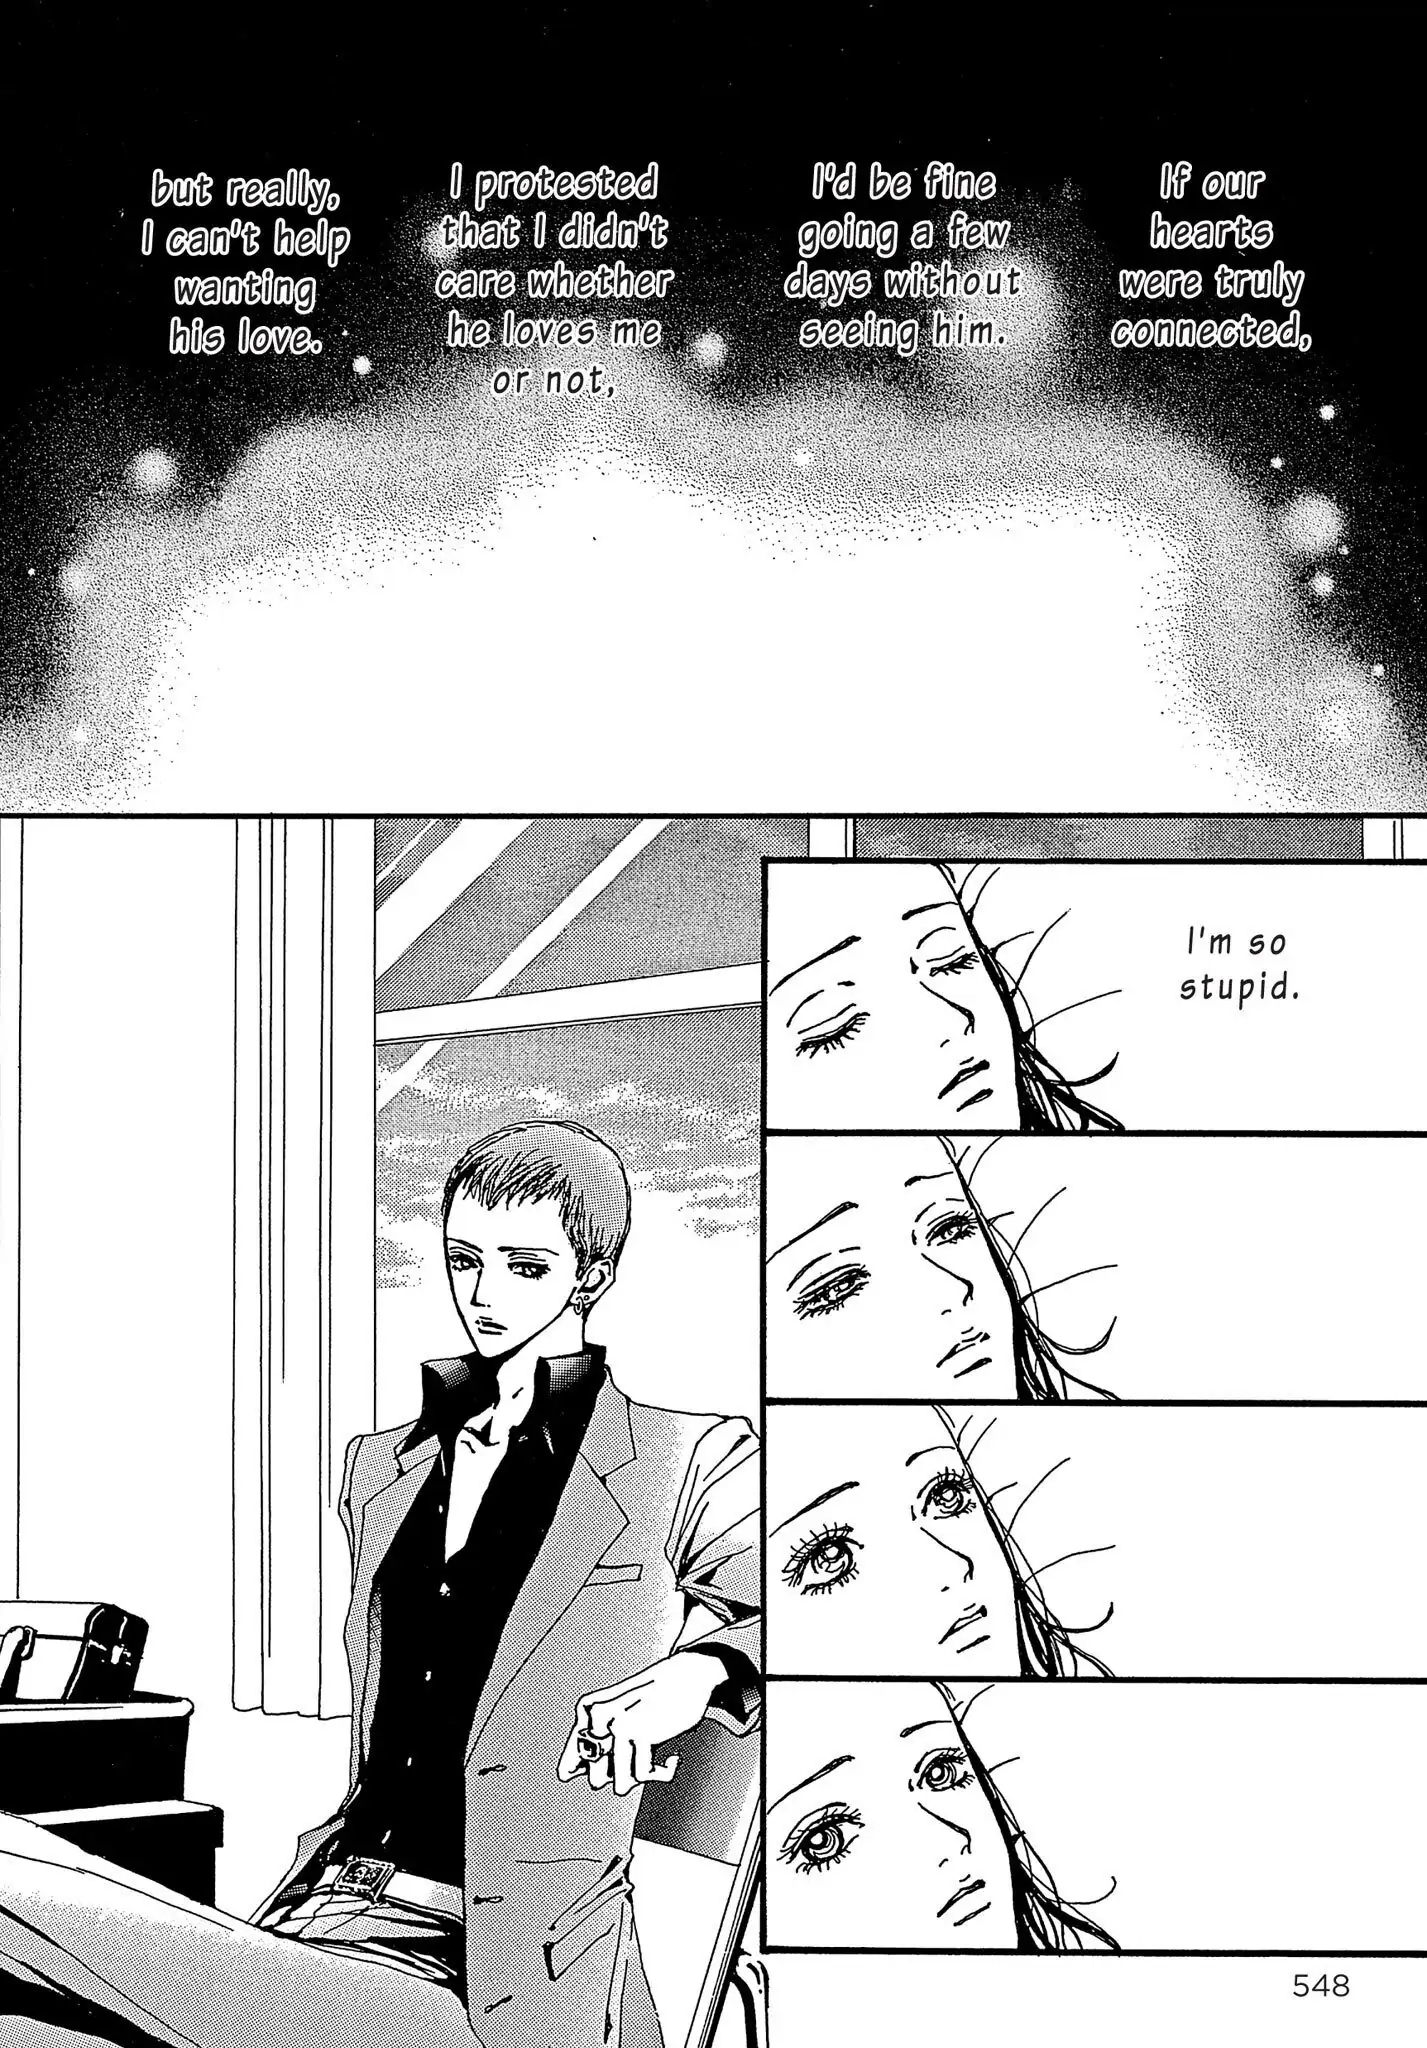 If our
hearts
were truly
connected,
I'd be fine
going a few
days without
seeing him.
I protested
that I didn't
care whether
he loves me
or not,
but really,
I can't help
wanting
his love.
I'm so
stupid.
548